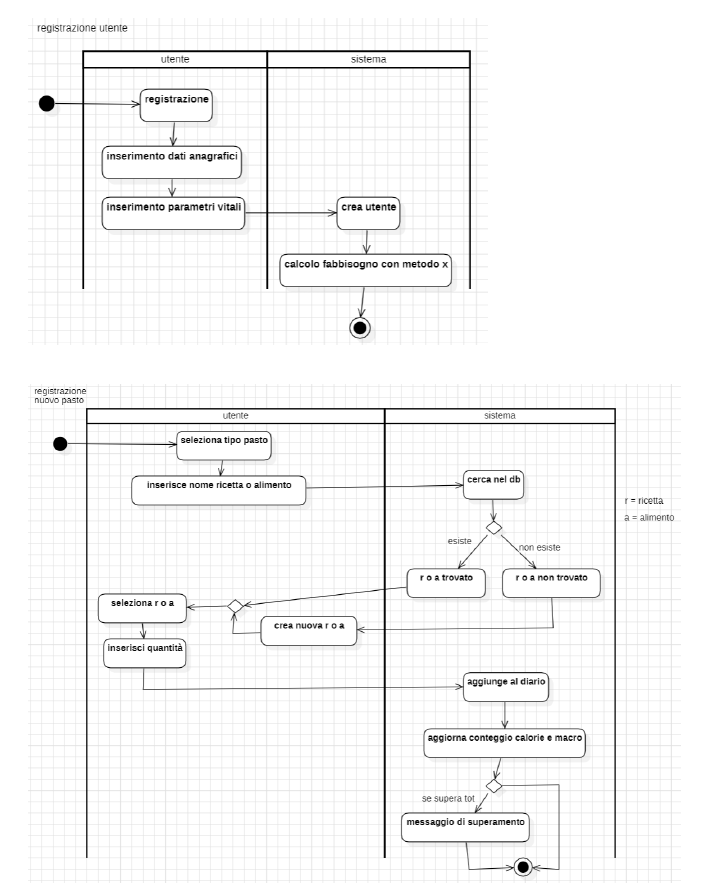 registrazione utente
utente
sistema
registrazione
inserimento dati anagrafici
inserimento parametri vitali
crea utente
calcolo fabbisogno con metodo x
registrazione
nuovo pasto
utente
sistema
seleziona tipo pasto
inserisce nome ricetta o alimento
cerca nel db
r = ricetta
a = alimento
esiste
non esiste
r o a trovato
r o a non trovato
seleziona r o a
crea nuova r o a
inserisci quantità
aggiunge al diario
aggiorna conteggio calorie e macro
se supera tot
messaggio di superamento